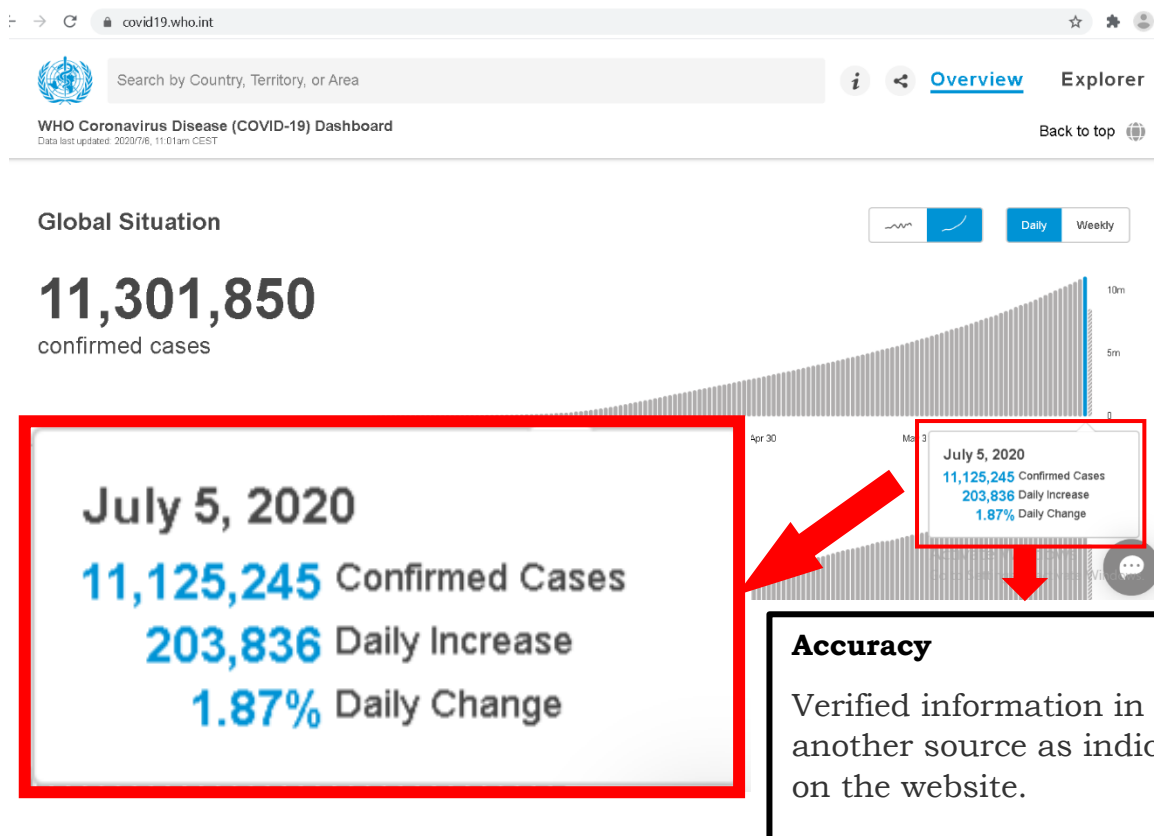 covid19.who.int
Search by Country, Territory, or Area
i
Overview
Explorer
WHO Coronavirus Disease (COVID-19) Dashboard
Data last updated: 2020/7/6, 11:01am CEST
Back to top
Global Situation
Daily
Weekly
11,301,850
confirmed cases
10m
5m
0
Apr 30
July 5, 2020
11,125,245 Confirmed Cases
203,836 Daily Increase
1.87% Daily Change
July 5, 2020
11,125,245 Confirmed Cases
203,836 Daily Increase
1.87% Daily Change
Accuracy
Verified information in
another source as indic
on the website.